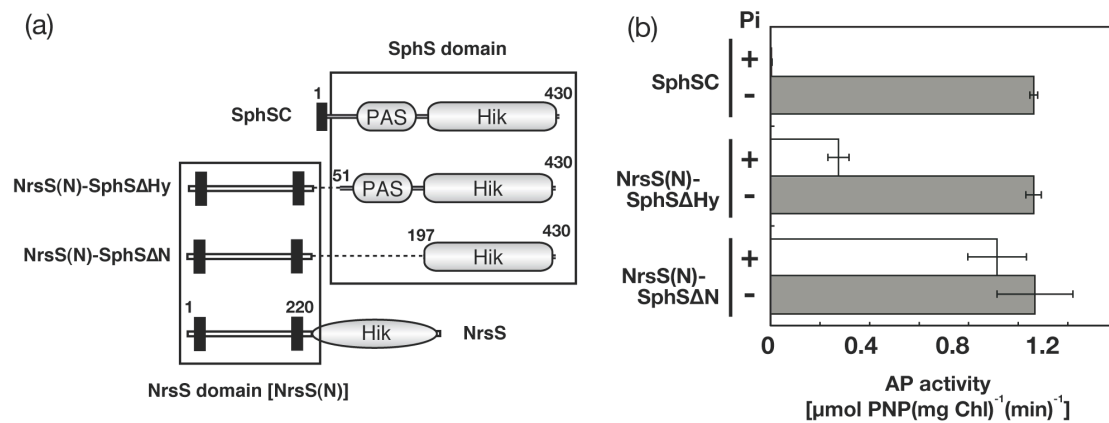 (a)
SphS domain
1
430
SphSC
PAS
Hik
51
430
NrsS(N)-SphSΔHy
PAS
Hik
197
430
NrsS(N)-SphSΔN
Hik
1
220
Hik
NrsS
NrsS domain [NrsS(N)]
(b)
Pi
SphSC
+
-
NrsS(N)-
SphSΔHy
+
-
NrsS(N)-
SphSΔN
+
-
0 0.4 0.8 1.2
AP activity
[μmol PNP(mg Chl)⁻¹(min)⁻¹]